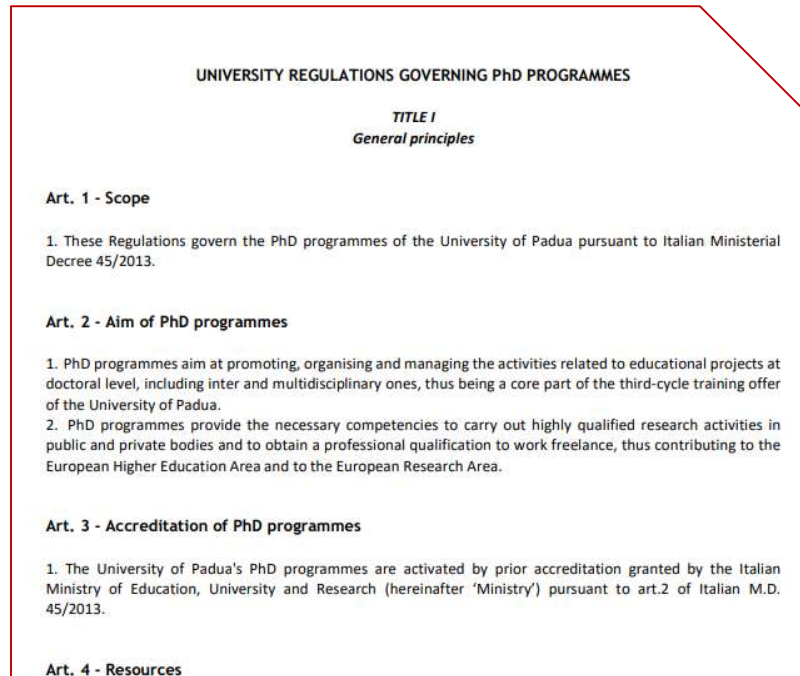 UNIVERSITY REGULATIONS GOVERNING PhD PROGRAMMES
TITLE I
General principles
Art. 1 - Scope
1. These Regulations govern the PhD programmes of the University of Padua pursuant to Italian Ministerial
Decree 45/2013.
Art. 2 - Aim of PhD programmes
1. PhD programmes aim at promoting, organising and managing the activities related to educational projects at
doctoral level, including inter and multidisciplinary ones, thus being a core part of the third-cycle training offer
of the University of Padua.
2. PhD programmes provide the necessary competencies to carry out highly qualified research activities in
public and private bodies and to obtain a professional qualification to work freelance, thus contributing to the
European Higher Education Area and to the European Research Area.
Art. 3 - Accreditation of PhD programmes
1. The University of Padua's PhD programmes are activated by prior accreditation granted by the Italian
Ministry of Education, University and Research (hereinafter ‘Ministry’) pursuant to art.2 of Italian M.D.
45/2013.
Art. 4 - Resources